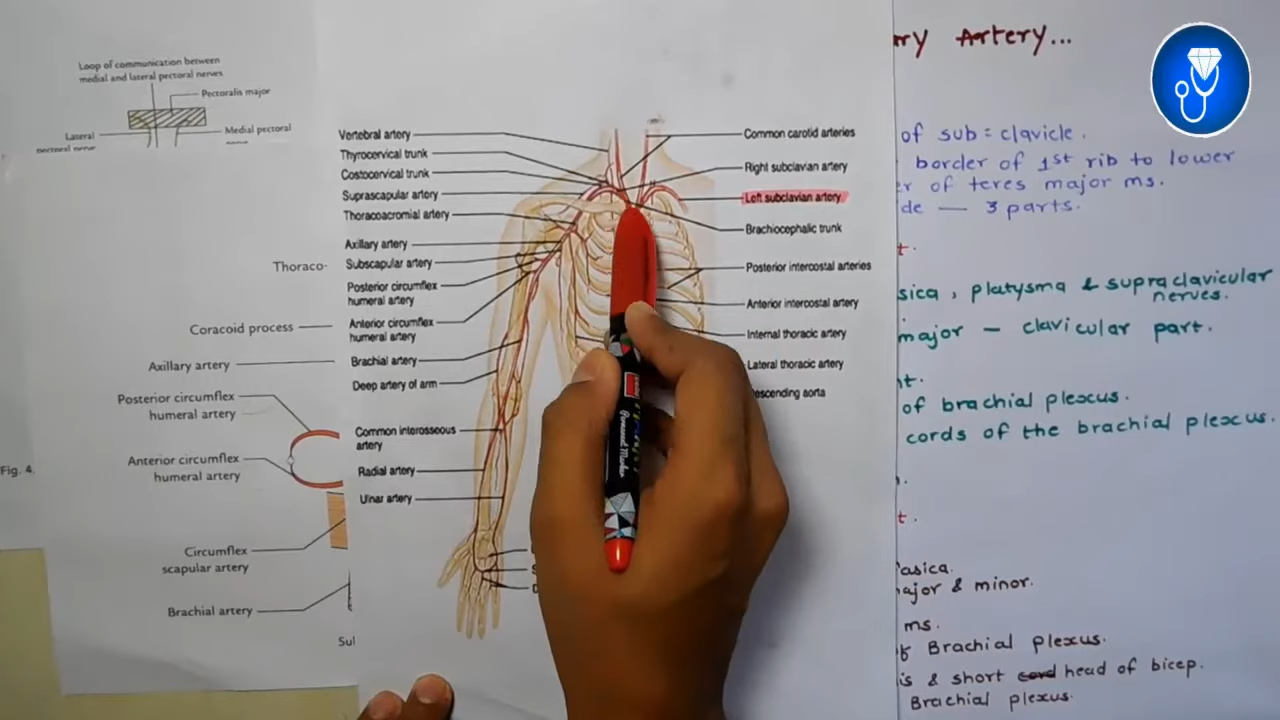 Loop of communication between
medial and lateral pectoral nerves
Pectoralis major
Lateral
Medial pectoral
pectoral nerve
Thoraco-
Coracoid process
Axillary artery
Posterior circumflex
humeral artery
Fig. 4.
Anterior circumflex
humeral artery
Circumflex
scapular artery
Brachial artery
Vertebral artery
Thyrocervical trunk
Costocervical trunk
Suprascapular artery
Thoracoacromial artery
Axillary artery
Subscapular artery
Posterior circumflex
humeral artery
Anterior circumflex
humeral artery
Brachial artery
Deep artery of arm
Common interosseous
artery
Radial artery
Ulnar artery
Common carotid arteries
Right subclavian artery
Left subclavian artery
Brachiocephalic trunk
Posterior intercostal arteries
Anterior intercostal artery
Internal thoracic artery
Lateral thoracic artery
escending aorta
Permanent Marker
ry Artery...
of sub = clavicle.
border of 1st rib to lower
r of teres major ms.
de — 3 parts.
t.
sica, platysma & supraclavicular
nerves.
major — clavicular part.
t.
of brachial plexus.
cords of the brachial plexus.
t.
asica.
ajor & minor.
ms.
f Brachial plexus.
is & short head of bicep.
Brachial plexus.